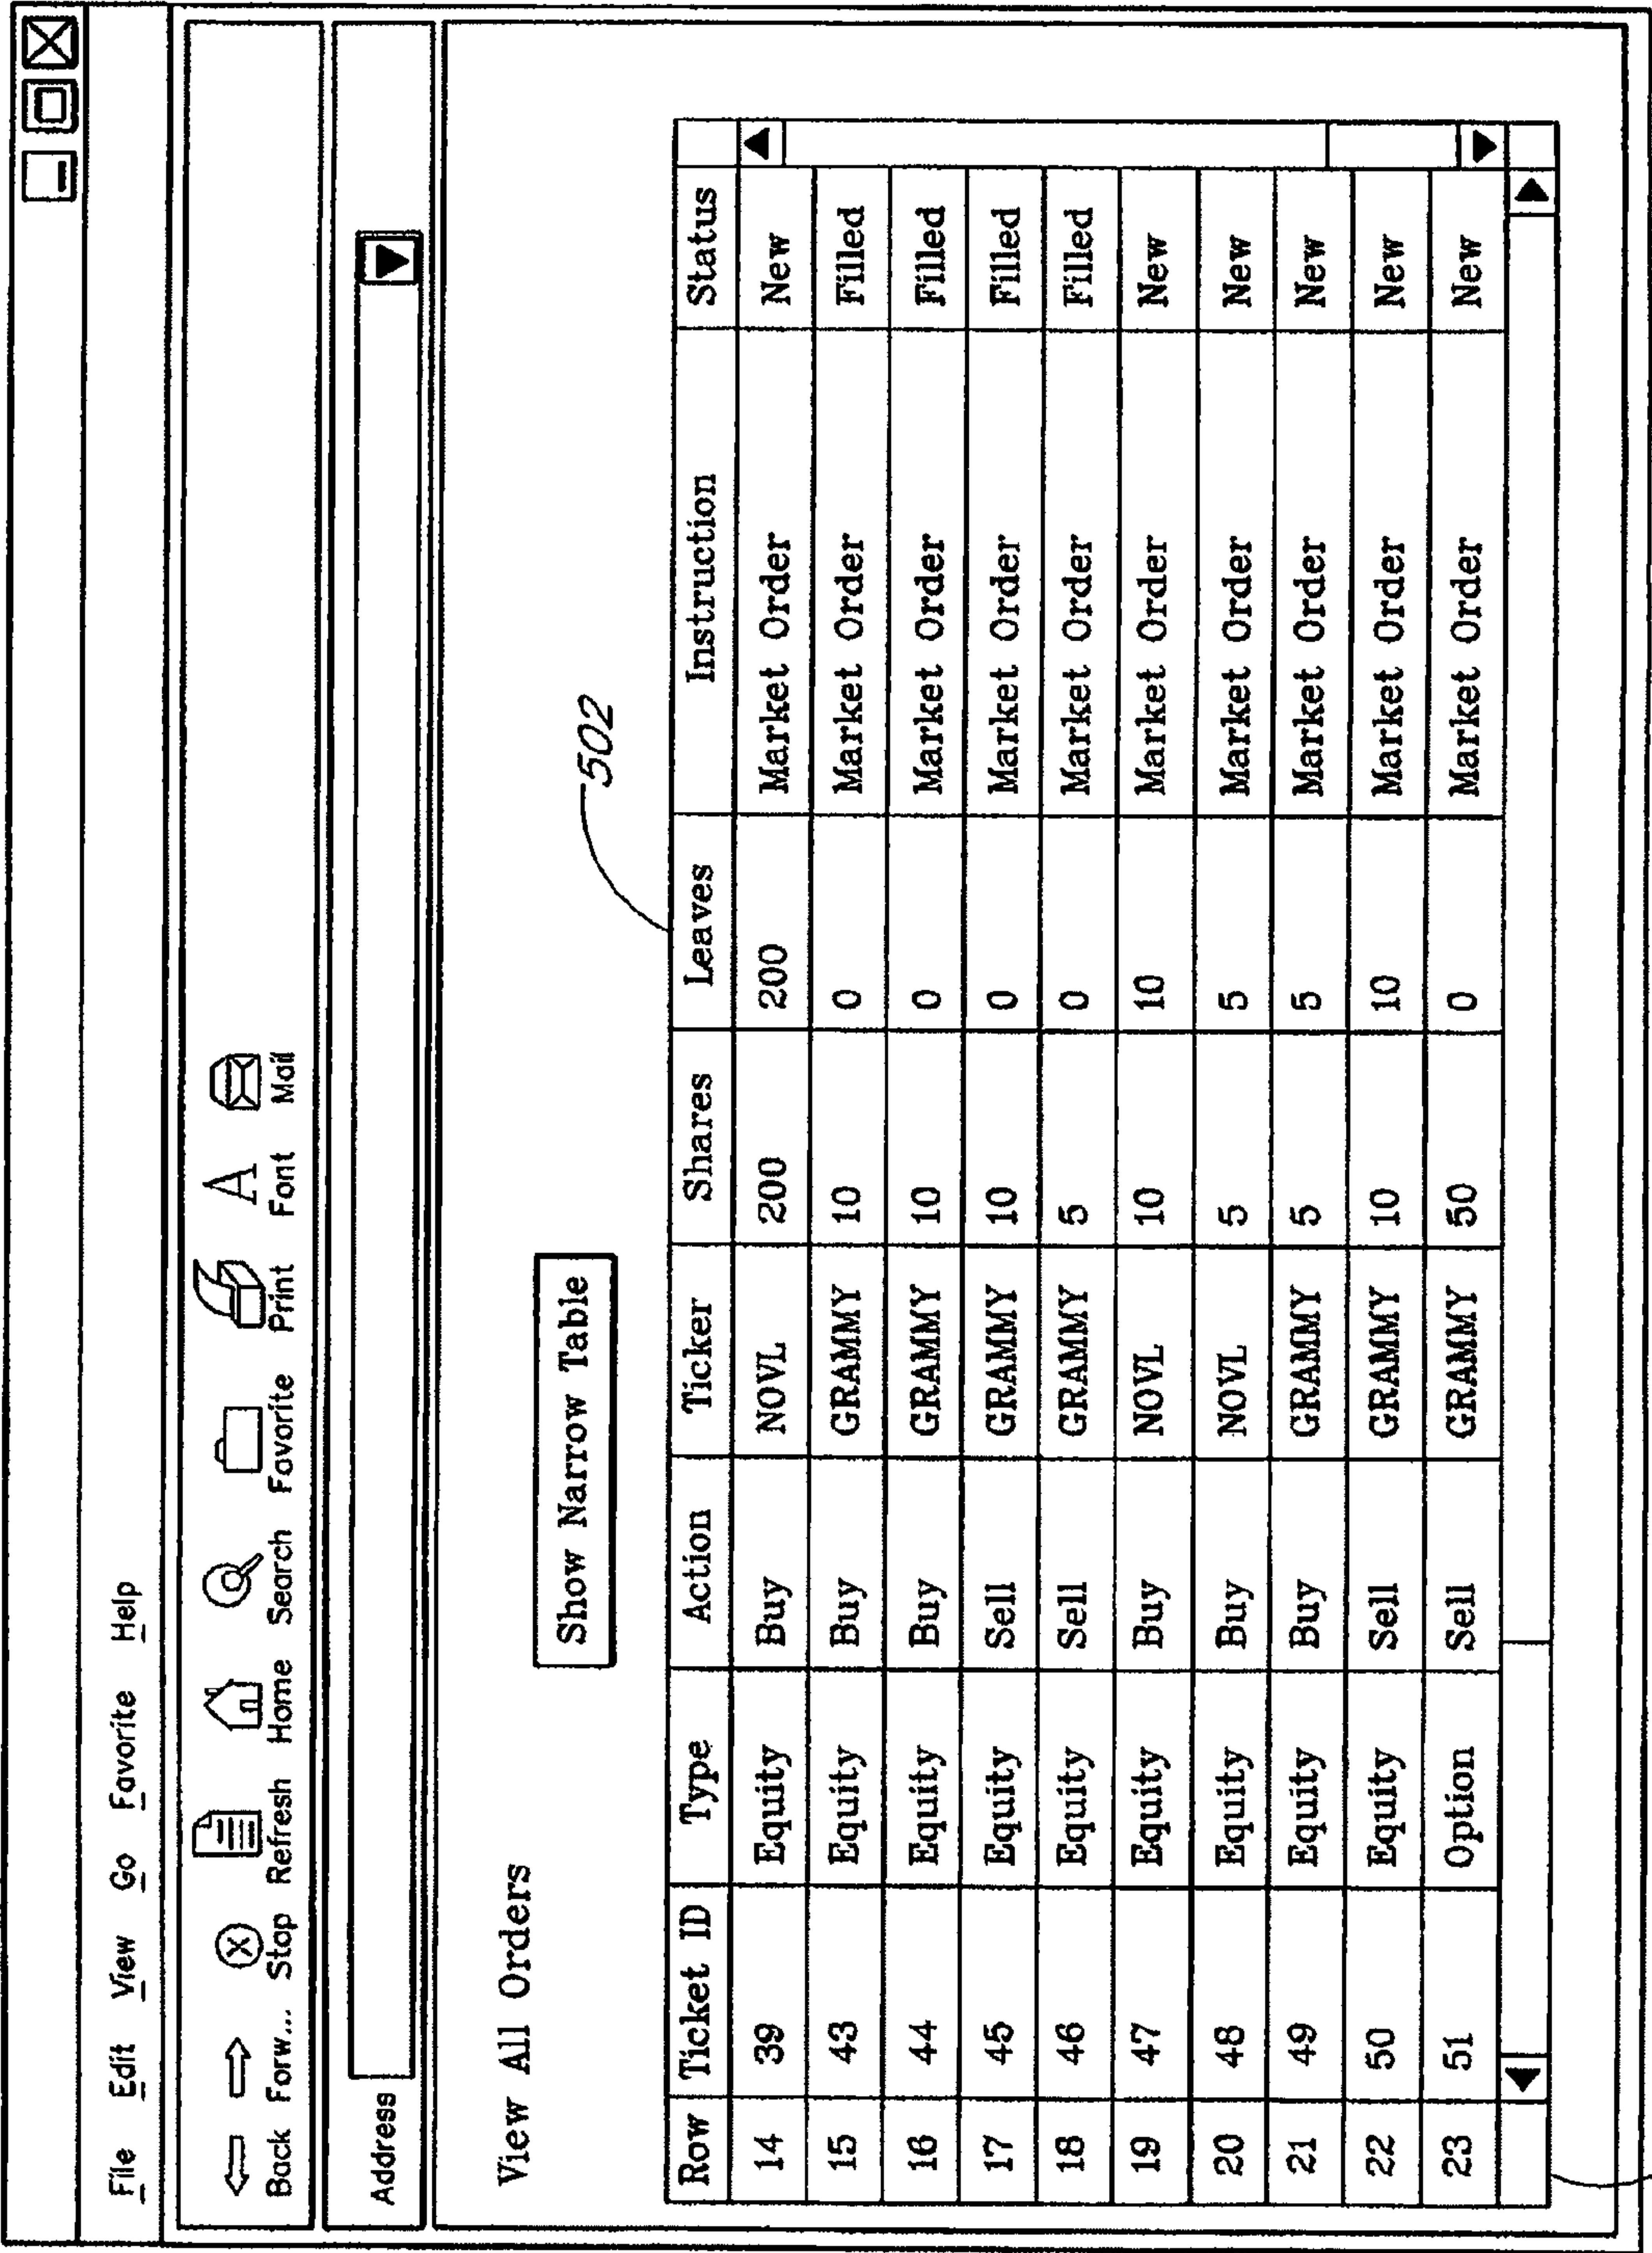 File Edit View Go Favorite Help
Back Forw... Stop Refresh Home Search Favorite Print Font Mail
Address
View All Orders
Show Narrow Table
502
Row Ticket ID Type Action Ticker Shares Leaves Instruction Status
14 39 Equity Buy NOVL 200 200 Market Order New
15 43 Equity Buy GRAMMY 10 0 Market Order Filled
16 44 Equity Buy GRAMMY 10 0 Market Order Filled
17 45 Equity Sell GRAMMY 10 0 Market Order Filled
18 46 Equity Sell GRAMMY 5 0 Market Order Filled
19 47 Equity Buy NOVL 10 10 Market Order New
20 48 Equity Buy NOVL 5 5 Market Order New
21 49 Equity Buy GRAMMY 5 5 Market Order New
22 50 Equity Sell GRAMMY 10 10 Market Order New
23 51 Option Sell GRAMMY 50 0 Market Order New